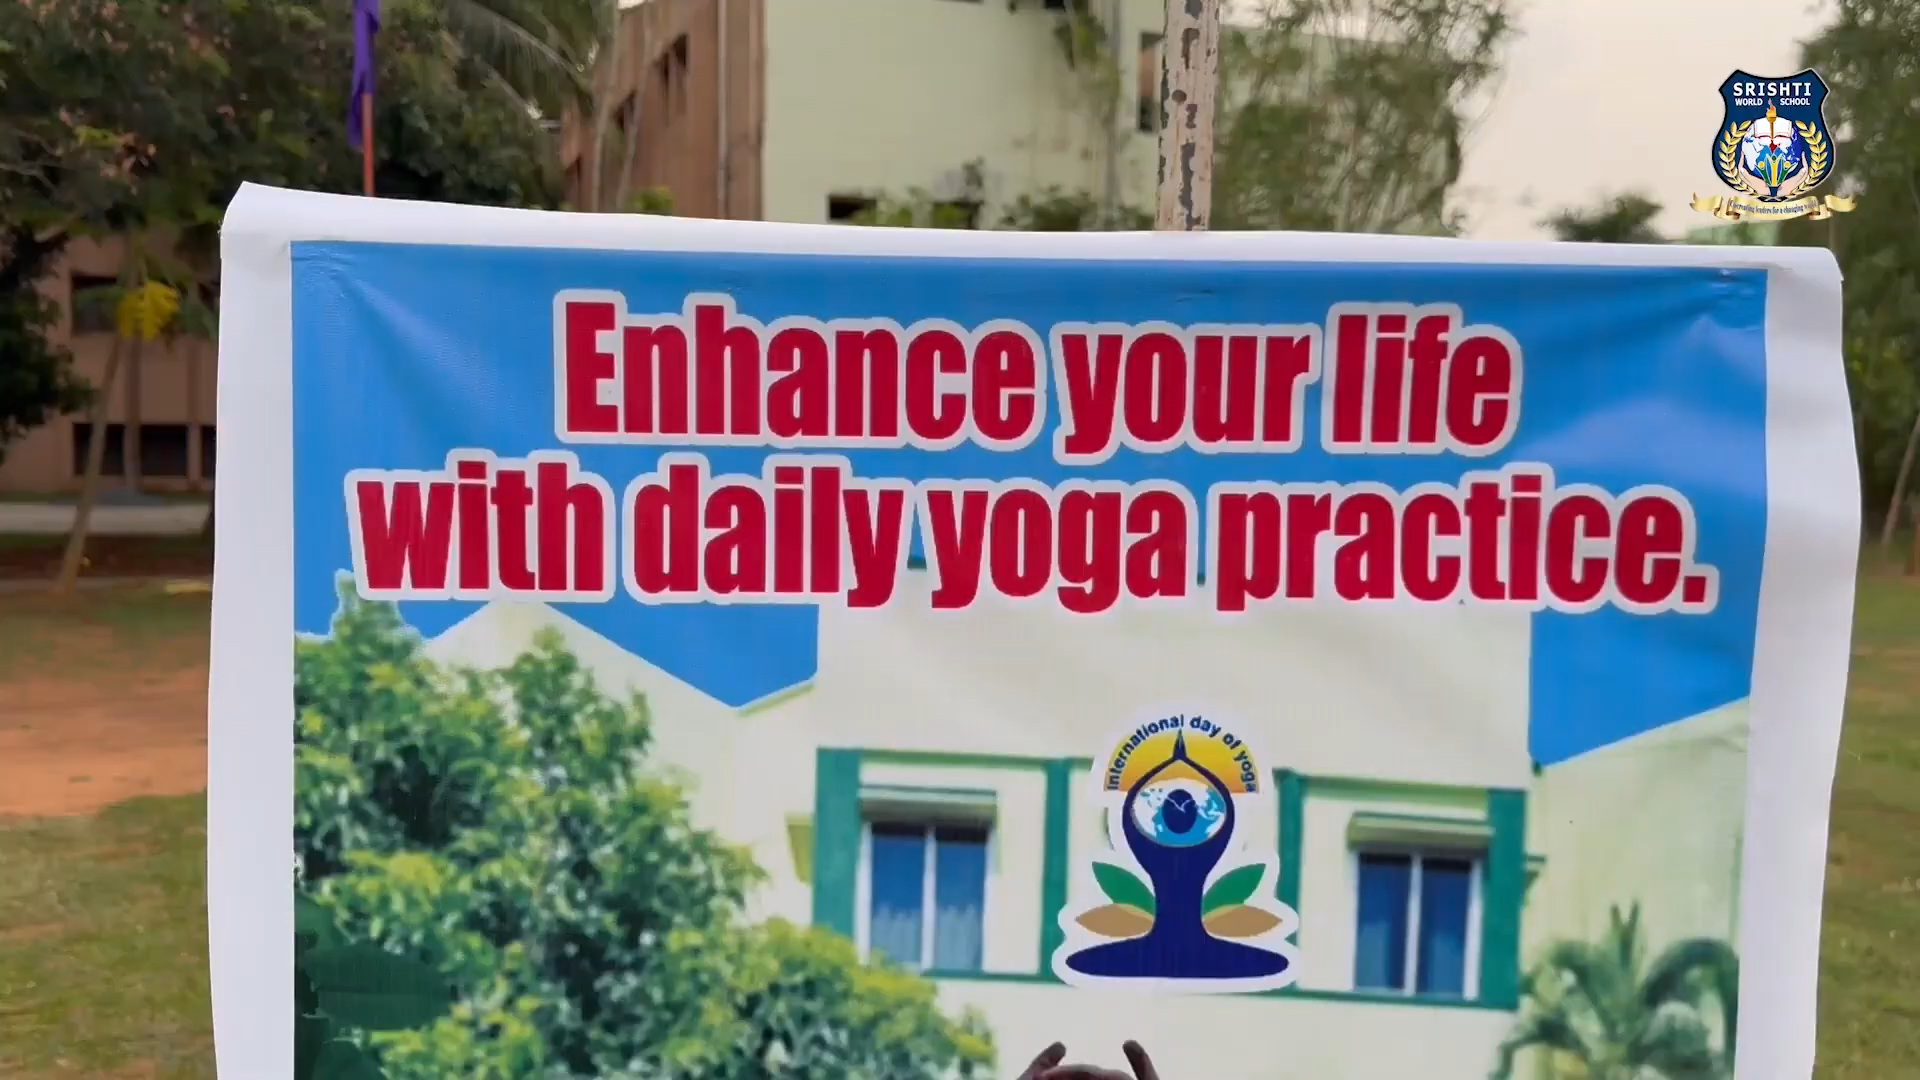 SRISHTI
WORLD SCHOOL
Enhance your life
with daily yoga practice.
International day of yoga